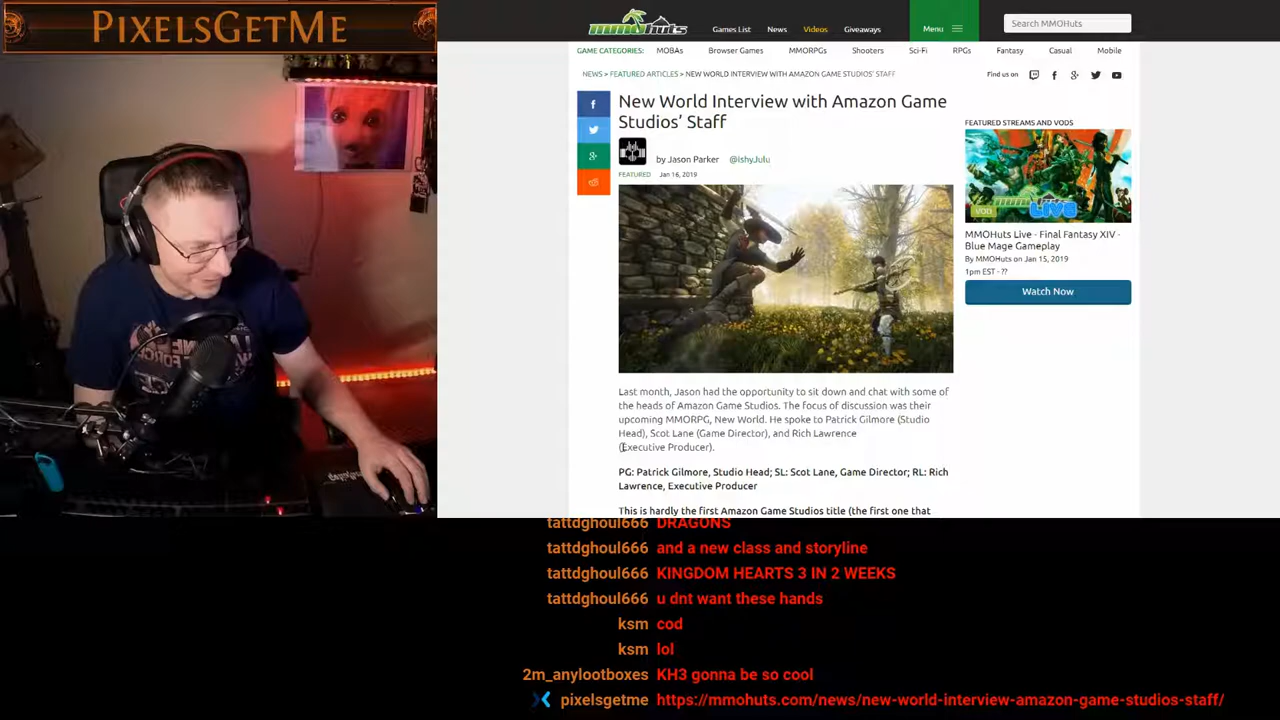 PIXELSGETME
mmohuts
Games List
News
Videos
Giveaways
Menu
Search MMOHuts
GAME CATEGORIES:
MOBAs
Browser Games
MMORPGs
Shooters
Sci-Fi
RPGs
Fantasy
Casual
Mobile
NEWS > FEATURED ARTICLES > NEW WORLD INTERVIEW WITH AMAZON GAME STUDIOS' STAFF
Find us on
New World Interview with Amazon Game
Studios' Staff
by Jason Parker @IshyJulu
FEATURED Jan 16, 2019
FEATURED STREAMS AND VODS
VOD
mmohuts LIVE
MMOHuts Live - Final Fantasy XIV -
Blue Mage Gameplay
By MMOHuts on Jan 15, 2019
1pm EST - ??
Watch Now
Last month, Jason had the opportunity to sit down and chat with some of
the heads of Amazon Game Studios. The focus of discussion was their
upcoming MMORPG, New World. He spoke to Patrick Gilmore (Studio
Head), Scot Lane (Game Director), and Rich Lawrence
(Executive Producer).
PG: Patrick Gilmore, Studio Head; SL: Scot Lane, Game Director; RL: Rich
Lawrence, Executive Producer
This is hardly the first Amazon Game Studios title (the first one that
tattdghoul666 DRAGONS
tattdghoul666 and a new class and storyline
tattdghoul666 KINGDOM HEARTS 3 IN 2 WEEKS
tattdghoul666 u dnt want these hands
ksm cod
ksm lol
2m_anylootboxes KH3 gonna be so cool
pixelsgetme https://mmohuts.com/news/new-world-interview-amazon-game-studios-staff/